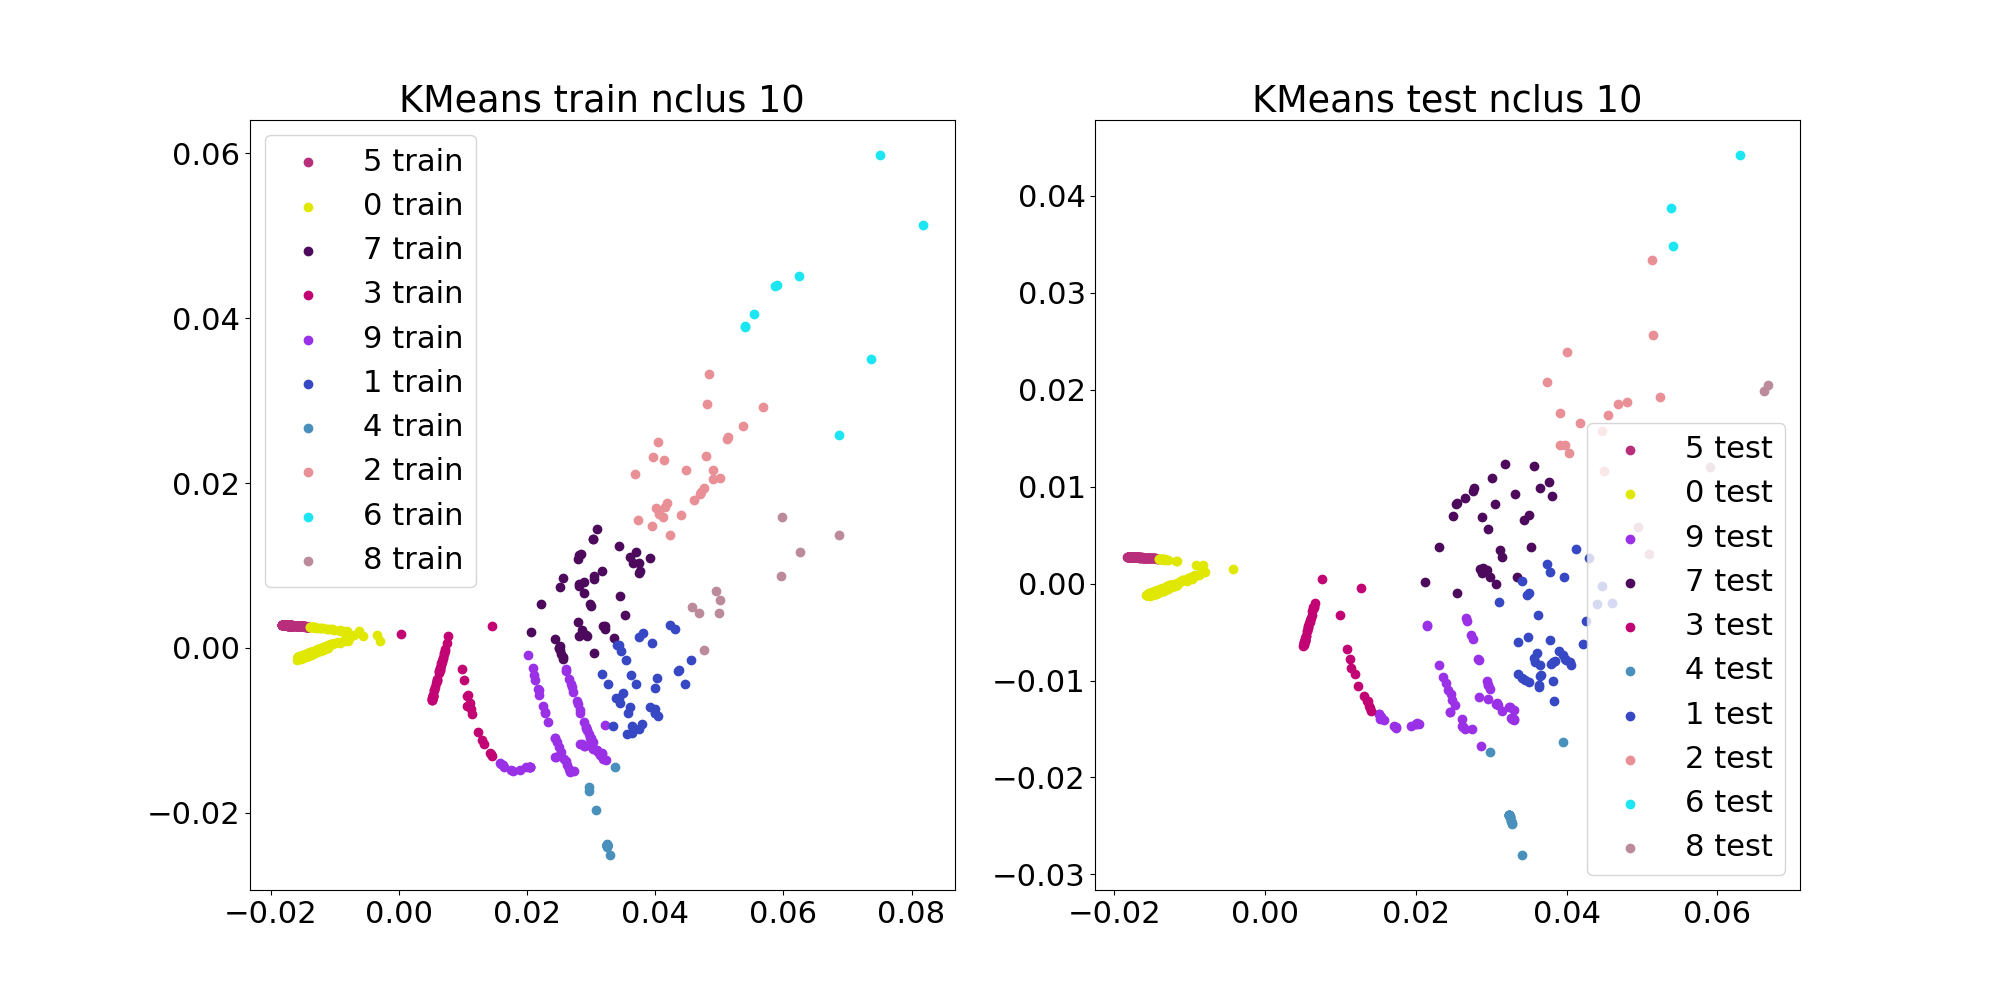 KMeans train nclus 10
0.06
0.04
0.02
0.00
−0.02
−0.02 0.00 0.02 0.04 0.06 0.08
5 train
0 train
7 train
3 train
9 train
1 train
4 train
2 train
6 train
8 train
KMeans test nclus 10
0.04
0.03
0.02
0.01
0.00
−0.01
−0.02
−0.03
−0.02 0.00 0.02 0.04 0.06
5 test
0 test
9 test
7 test
3 test
4 test
1 test
2 test
6 test
8 test